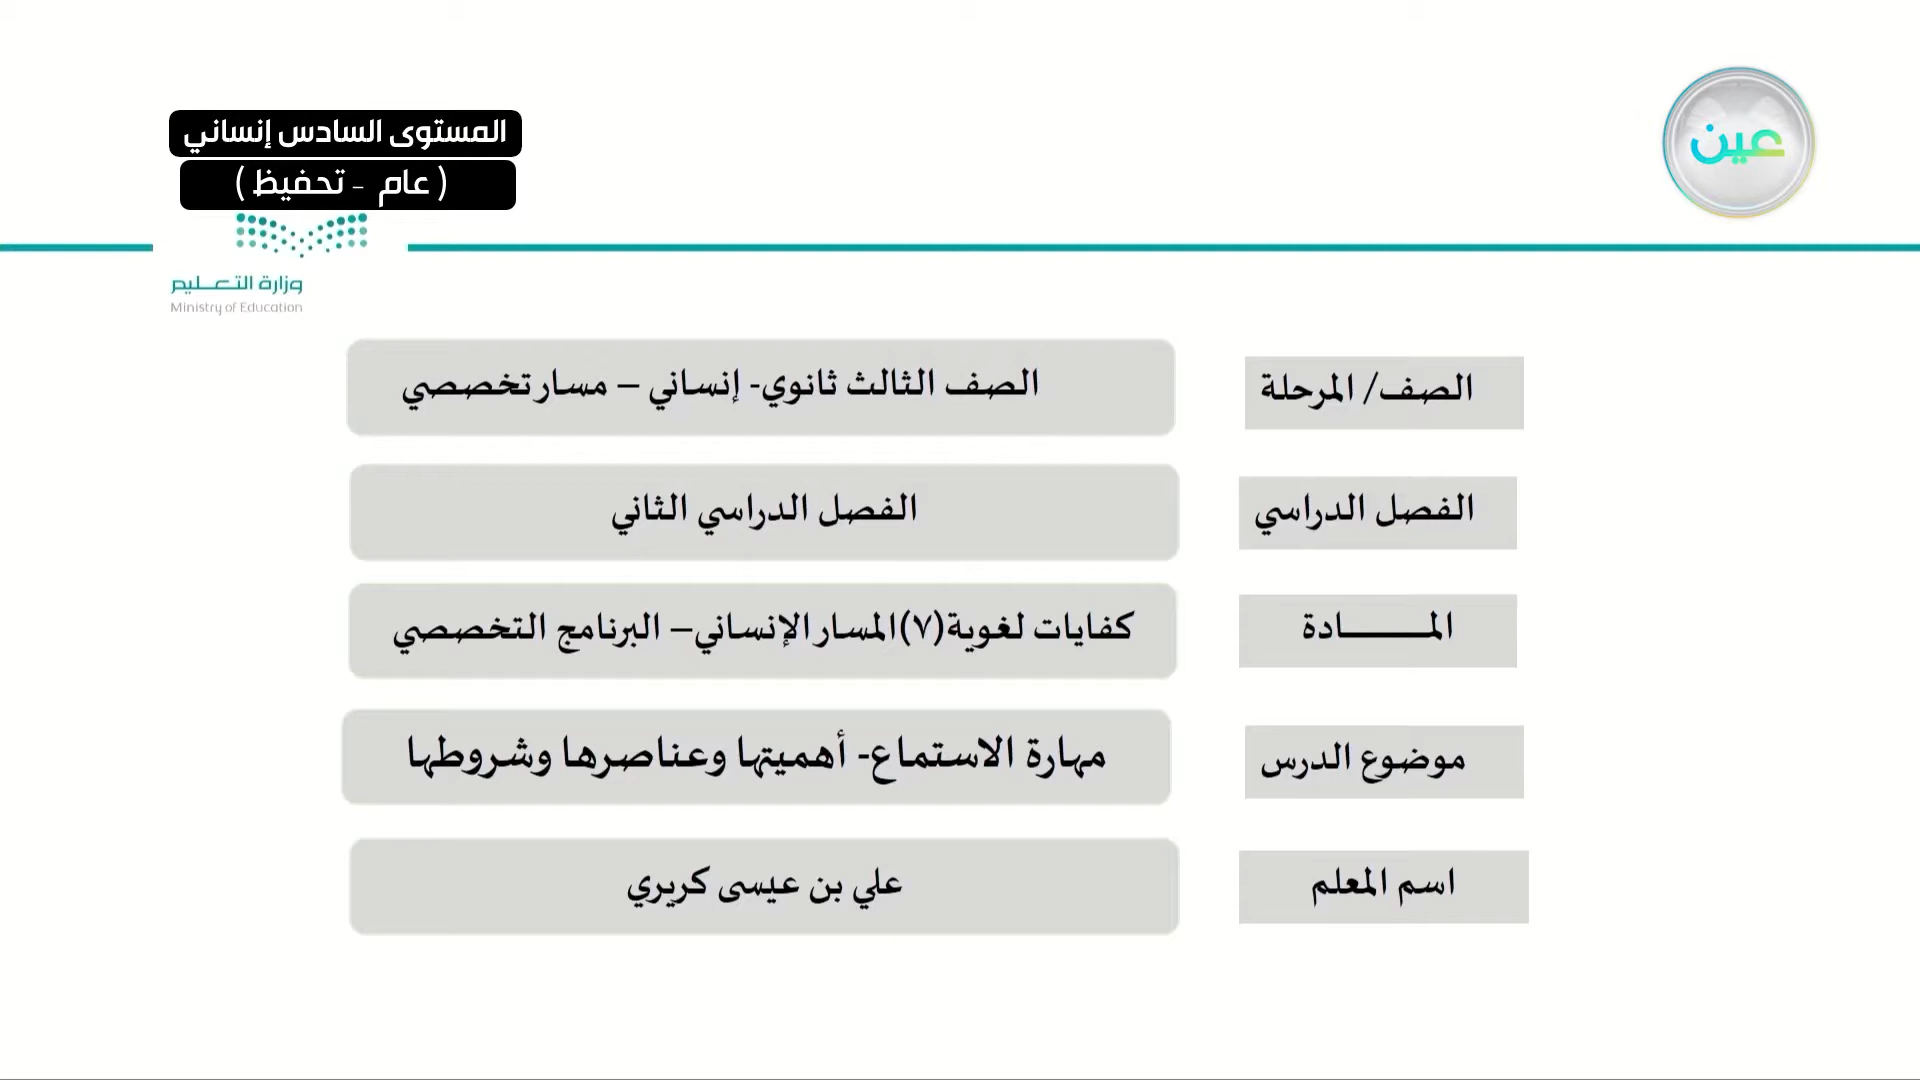 عين
المستوى السادس إنساني
( عام - تحفيظ )
وزارة التعـــليم
Ministry of Education
الصف/ المرحلة
الصف الثالث ثانوي- إنساني – مسار تخصصي
الفصل الدراسي
الفصل الدراسي الثاني
المــــــــادة
كفايات لغوية(٧)المسار الإنساني– البرنامج التخصصي
موضوع الدرس
مهارة الاستماع- أهميتها وعناصرها وشروطها
اسم المعلم
علي بن عيسى كريري